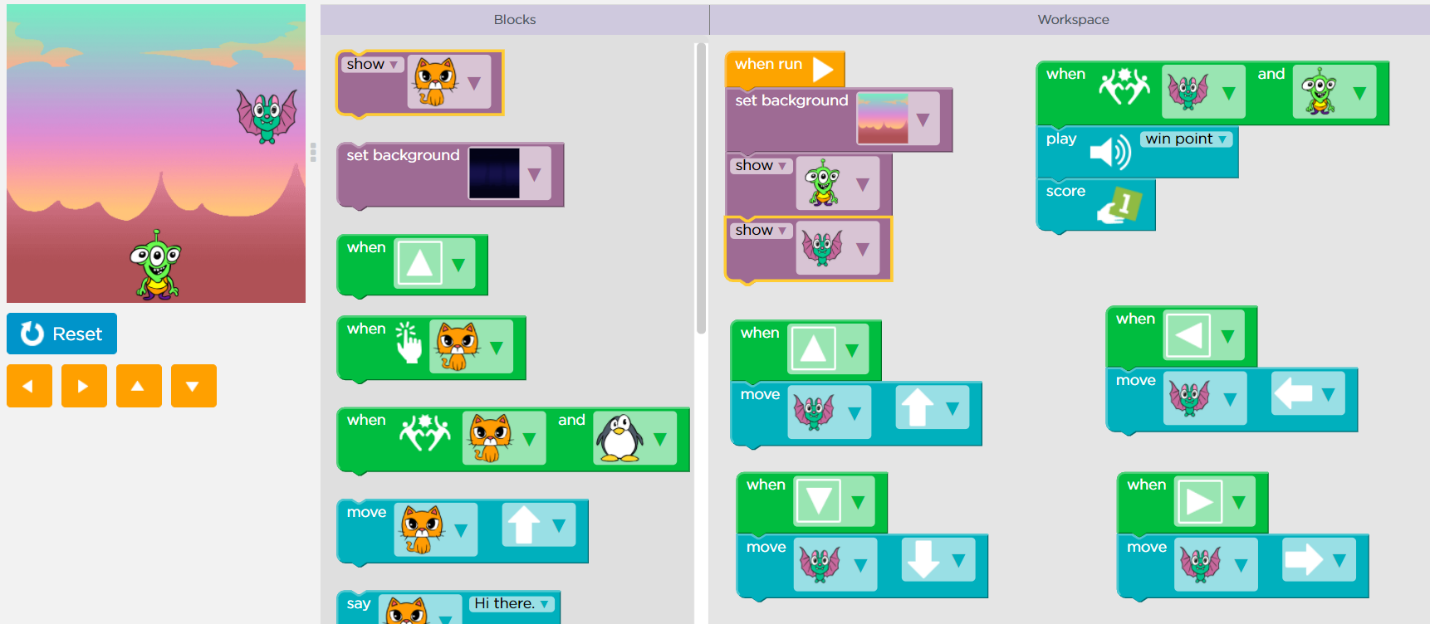 Blocks
Workspace
Reset
show
set background
when
when
when and
move
say Hi there.
when run
set background
show
show
when and
play win point
score 1
when
move
when
move
when
move
when
move